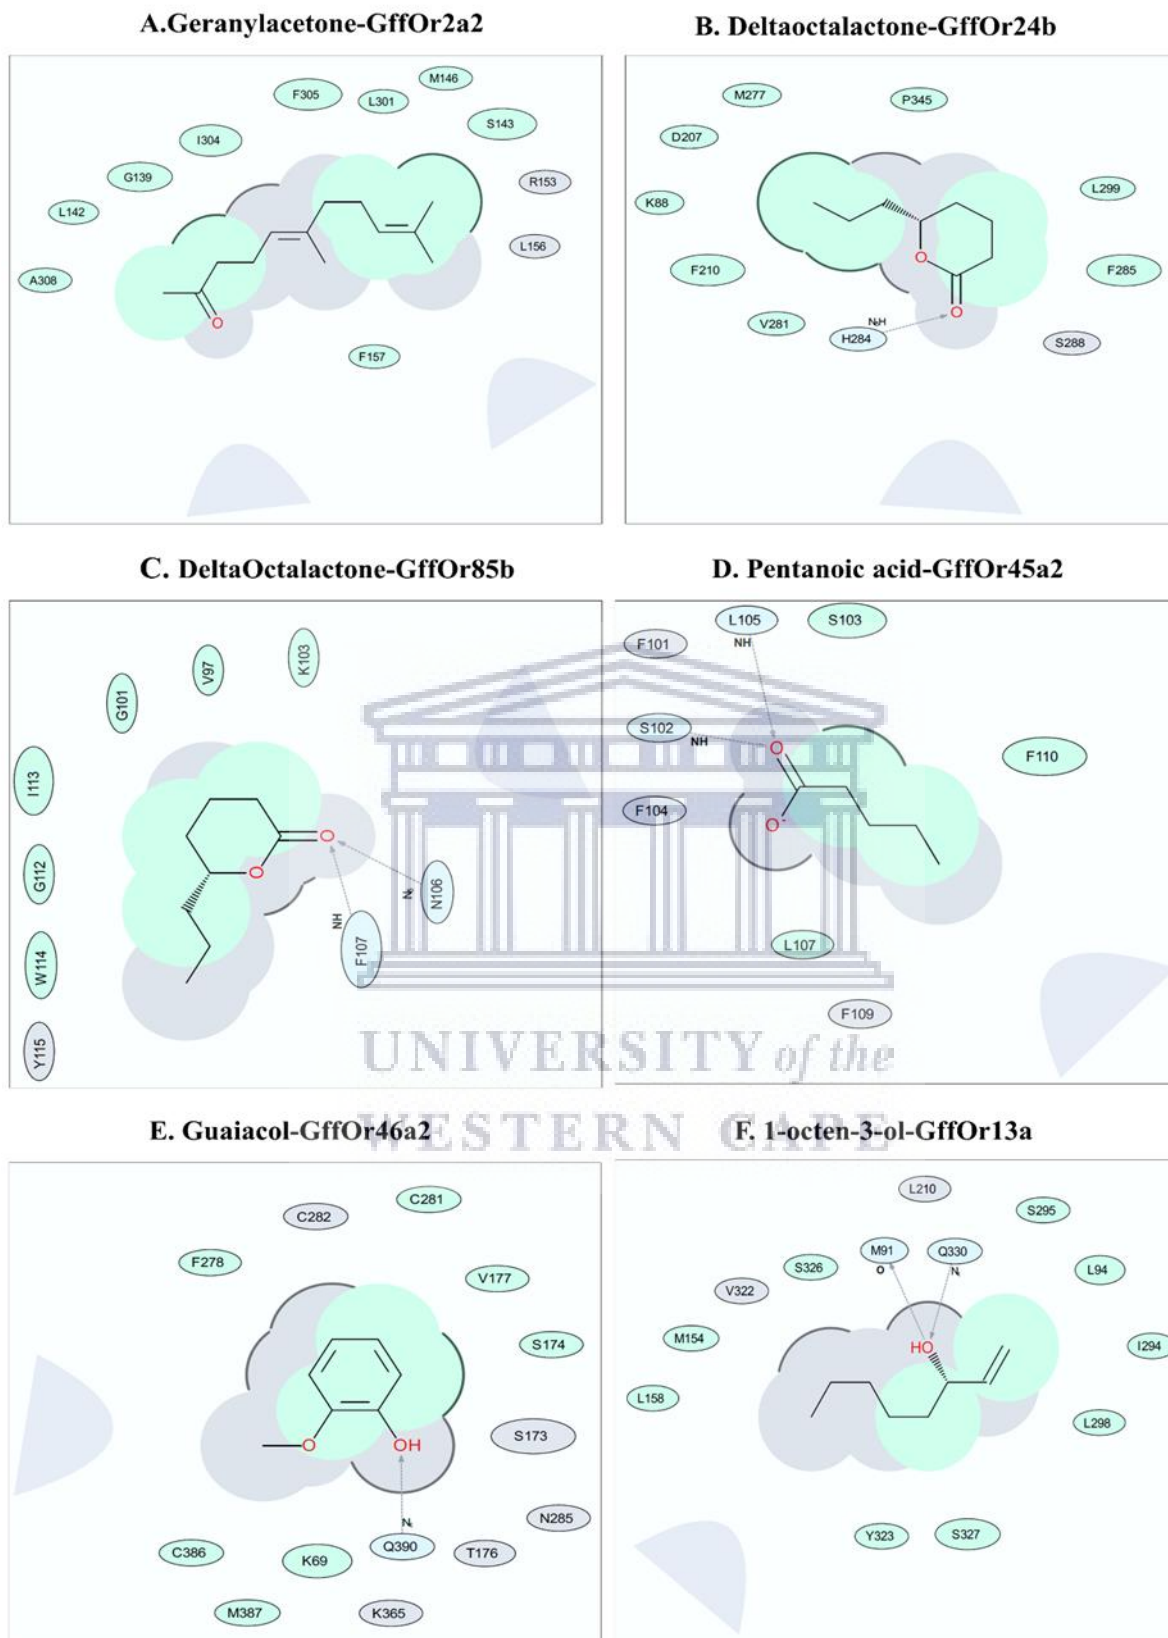 A.Geranylacetone-GffOr2a2
B. Deltaoctalactone-GffOr24b
M146
F305
L301
S143
I304
G139
R153
L142
L156
A308
O
F157
M277
P345
D207
K88
L299
O
F210
F285
V281
H284
O
S288
C. DeltaOctalactone-GffOr85b
D. Pentanoic acid-GffOr45a2
K103
V97
G101
I113
O
G112
O
N106
NH
F107
W114
Y115
L105
NH
S103
F101
S102
NH
O
F110
F104
O-
L107
F109
UNIVERSITY of the
WESTERN CAPE
E. Guaiacol-GffOr46a2
F. 1-octen-3-ol-GffOr13a
C281
C282
F278
V177
S174
O
OH
S173
N285
C386
K69
Q390
T176
M387
K365
L210
S295
M91
O
Q330
S326
L94
V322
M154
HO
I294
L158
L298
Y323
S327